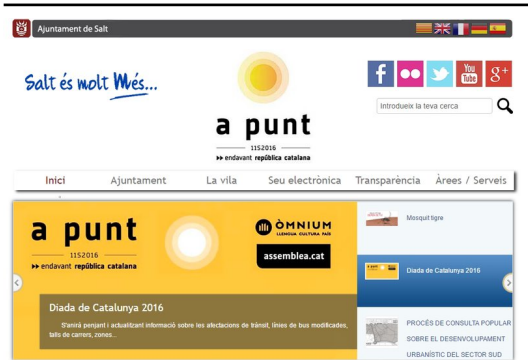 Ajuntament de Salt
Salt és molt Més...
a punt
11S2016
endavant república catalana
f
You
Tube
g+
Introdueix la teva cerca
Inici Ajuntament La vila Seu electrònica Transparència Àrees / Serveis
a punt
11S2016
endavant república catalana
ÒMNIUM
LLENGUA CULTURA PAÍS
assemblea.cat
Diada de Catalunya 2016
S'anirà penjant i actualitzant informació sobre les afectacions de trànsit, línies de bus modificades,
talls de carrers, zones...
Mosquit tigre
Diada de Catalunya 2016
PROCÉS DE CONSULTA POPULAR
SOBRE EL DESENVOLUPAMENT
URBANÍSTIC DEL SECTOR SUD